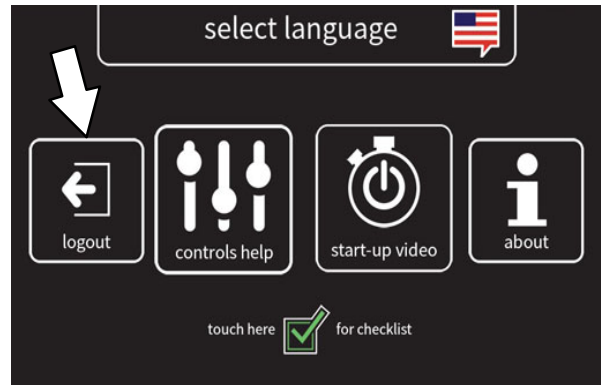 select language
logout
controls help
start-up video
about
touch here
for checklist